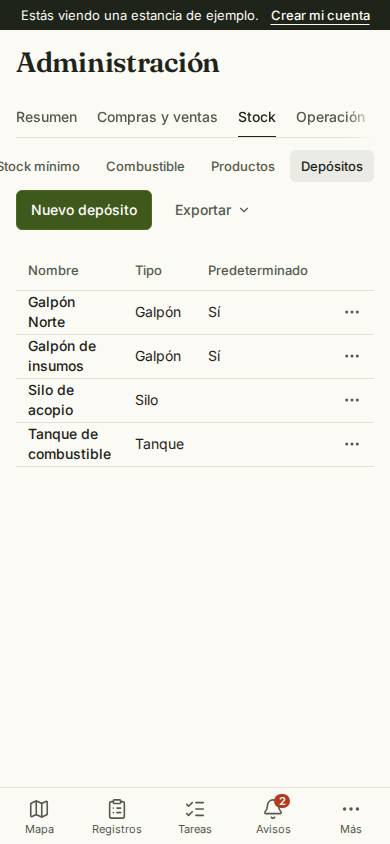 Estás viendo una estancia de ejemplo. Crear mi cuenta
Administración
Resumen Compras y ventas Stock Operación
Stock mínimo Combustible Productos Depósitos
Nuevo depósito Exportar
Nombre Tipo Predeterminado
Galpón
Norte
Galpón Sí
Galpón de
insumos
Galpón Sí
Silo de
acopio
Silo
Tanque de
combustible
Tanque
2
Mapa Registros Tareas Avisos Más